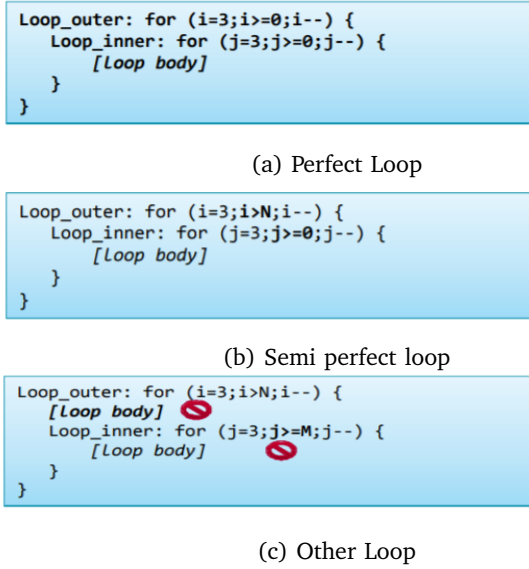 Loop_outer: for (i=3;i>=0;i--) {
Loop_inner: for (j=3;j>=0;j--) {
[loop body]
}
}
(a) Perfect Loop
Loop_outer: for (i=3;i>N;i--) {
Loop_inner: for (j=3;j>=0;j--) {
[loop body]
}
}
(b) Semi perfect loop
Loop_outer: for (i=3;i>N;i--) {
[loop body]
Loop_inner: for (j=3;j>=M;j--) {
[loop body]
}
}
(c) Other Loop